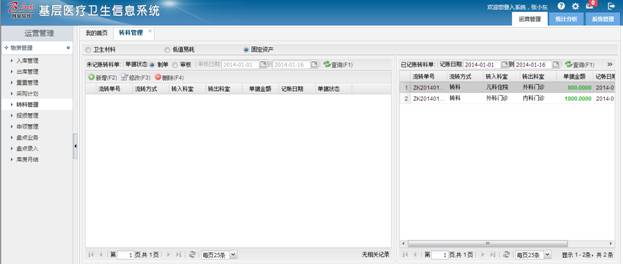 基层医疗卫生信息系统
欢迎您登入系统，张小东
运营管理 统计分析 报损管理
运营管理
物资管理
入库管理
出库管理
重置管理
采购计划
转科管理
报损管理
申领管理
盘点业务
盘点录入
库房月结
我的首页 转科管理
卫生材料 低值易耗 固定资产
未记账转科单： 单据状态 制单 审核 审核日期 2014-01-01 到 2014-01-16 查询(F1)
新增(F2) 修改(F3) 删除(F4)
流转单号 流转方式 转入科室 转出科室 单据金额 记账日期 单据状态
已记账转科单： 记账日期 2014-01-01 到 2014-01-16 查询(F1)
流转单号 流转方式 转入科室 转出科室 单据金额 记账日
1 ZK201401... 转科 儿科住院 外科门诊 800.0000 2014-0
2 ZK201401... 转科 外科门诊 内科门诊 1800.0000 2014-0
第 1 页,共 1 页 每页25条 无相关记录
第 1 页,共 1 页 每页25条 显示 1 - 2条，共 2 条